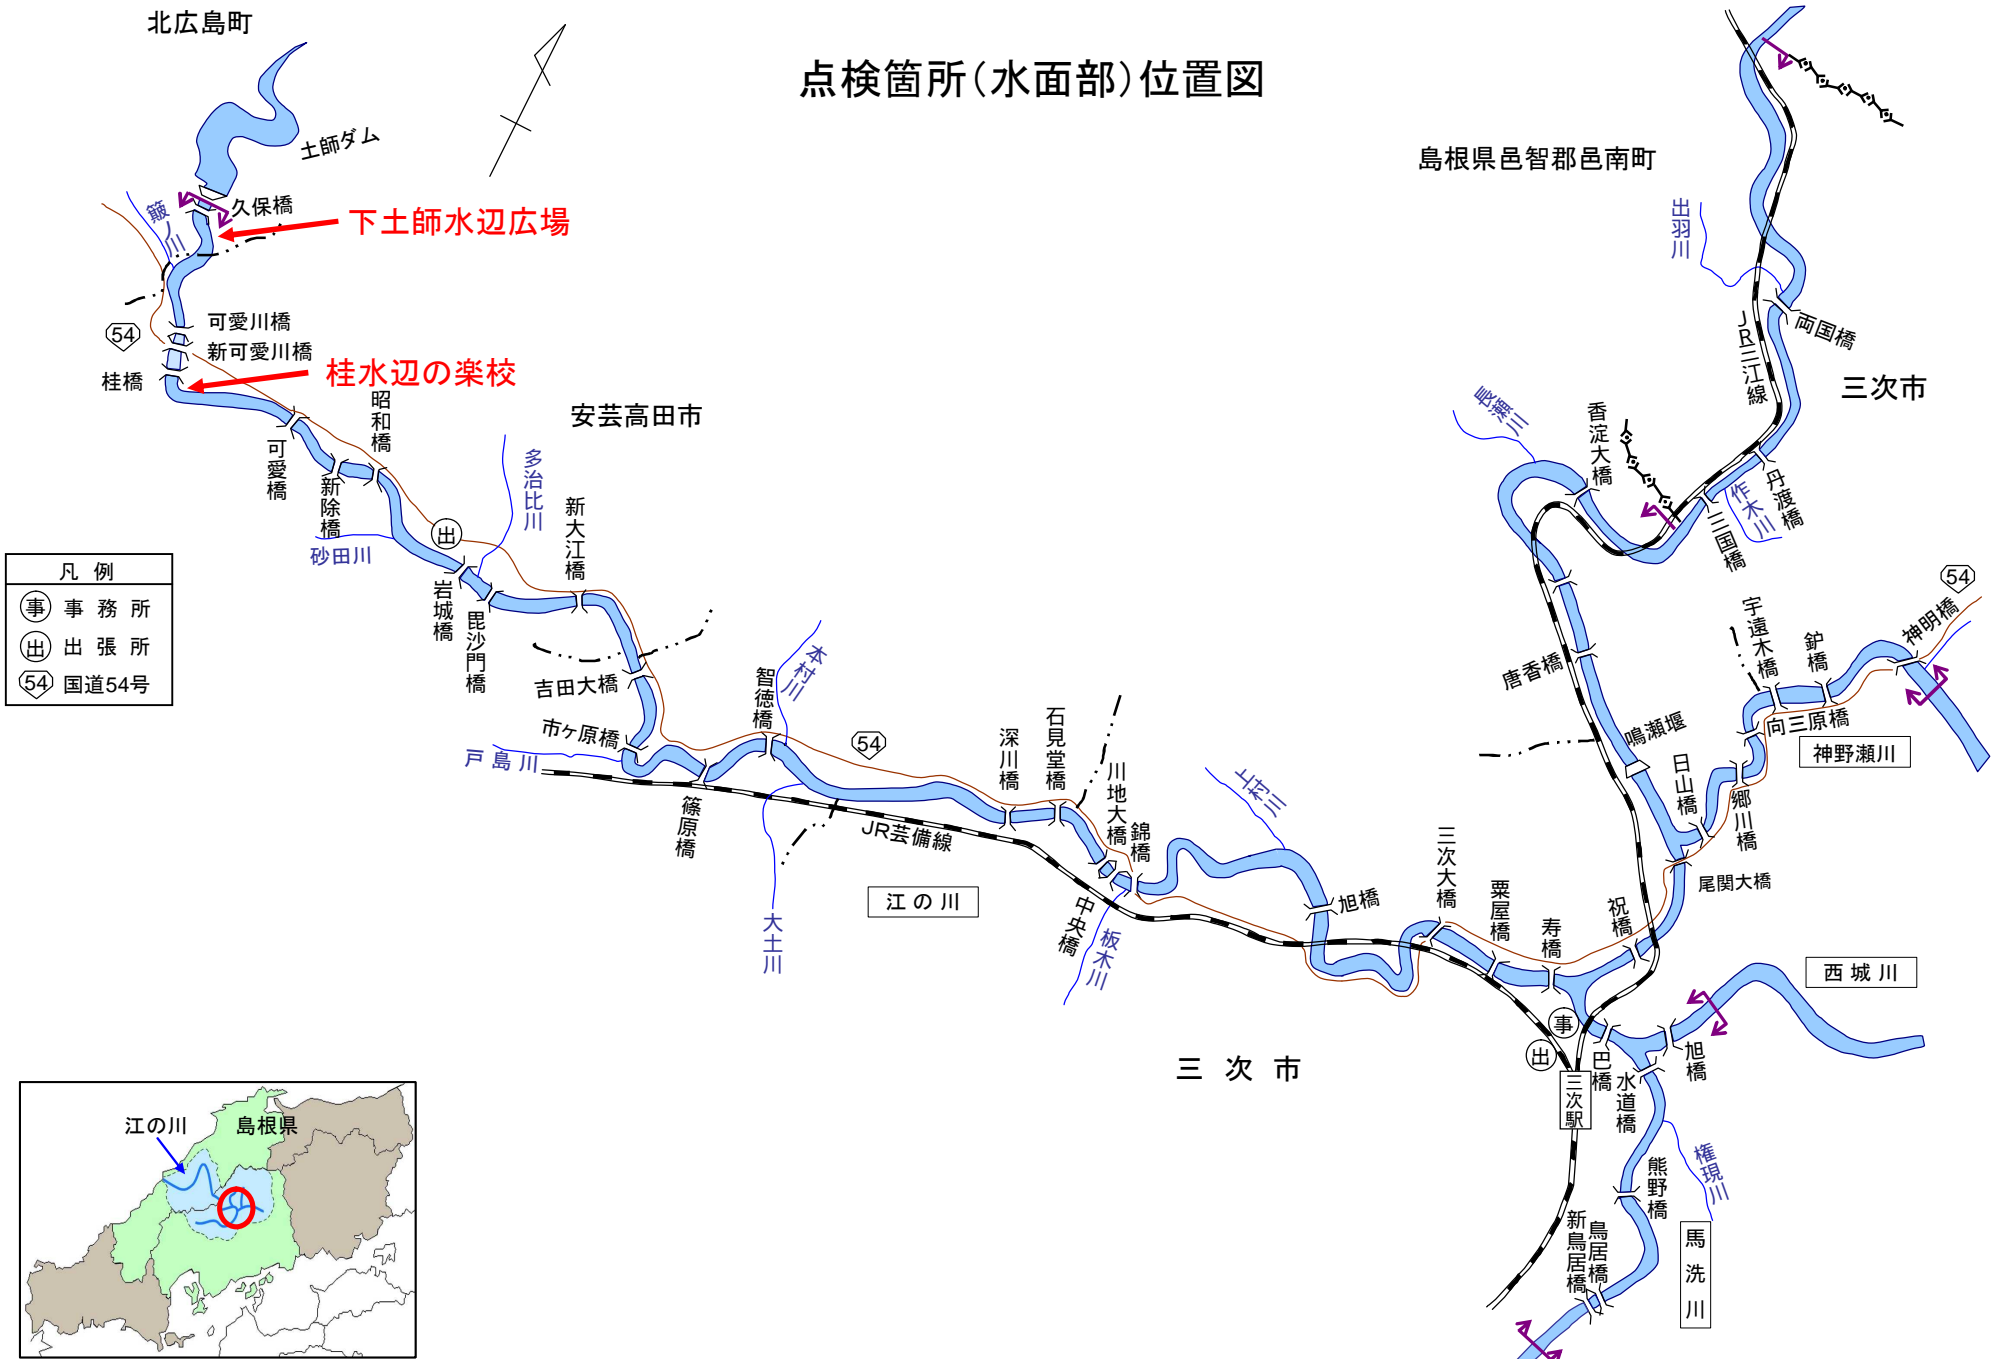 点検箇所(水面部)位置図
北広島町
土師ダム
久保橋
簸ノ川
下土師水辺広場
54
可愛川橋
新可愛川橋
桂橋
桂水辺の楽校
昭和橋
安芸高田市
可愛橋
新除橋
砂田川
出
多治比川
新大江橋
岩城橋
毘沙門橋
吉田大橋
市ヶ原橋
戸島川
智徳橋
本村川
篠原橋
54
JR芸備線
大土川
深川橋
石見堂橋
川地大橋
錦橋
中央橋
板木川
江の川
上村川
旭橋
三次大橋
粟屋橋
寿橋
祝橋
尾関大橋
島根県邑智郡邑南町
出羽川
両国橋
JR三江線
三次市
長瀬川
香淀大橋
丹渡橋
作木川
三国橋
唐香橋
鳴瀬堰
日山橋
郷川橋
宇遠木橋
鈩橋
向三原橋
神明橋
54
神野瀬川
西城川
事
出
三次駅
巴橋
水道橋
旭橋
三次市
熊野橋
権現川
新鳥居橋
鳥居橋
馬洗川
凡例
事 事務所
出 出張所
54 国道54号
江の川
島根県